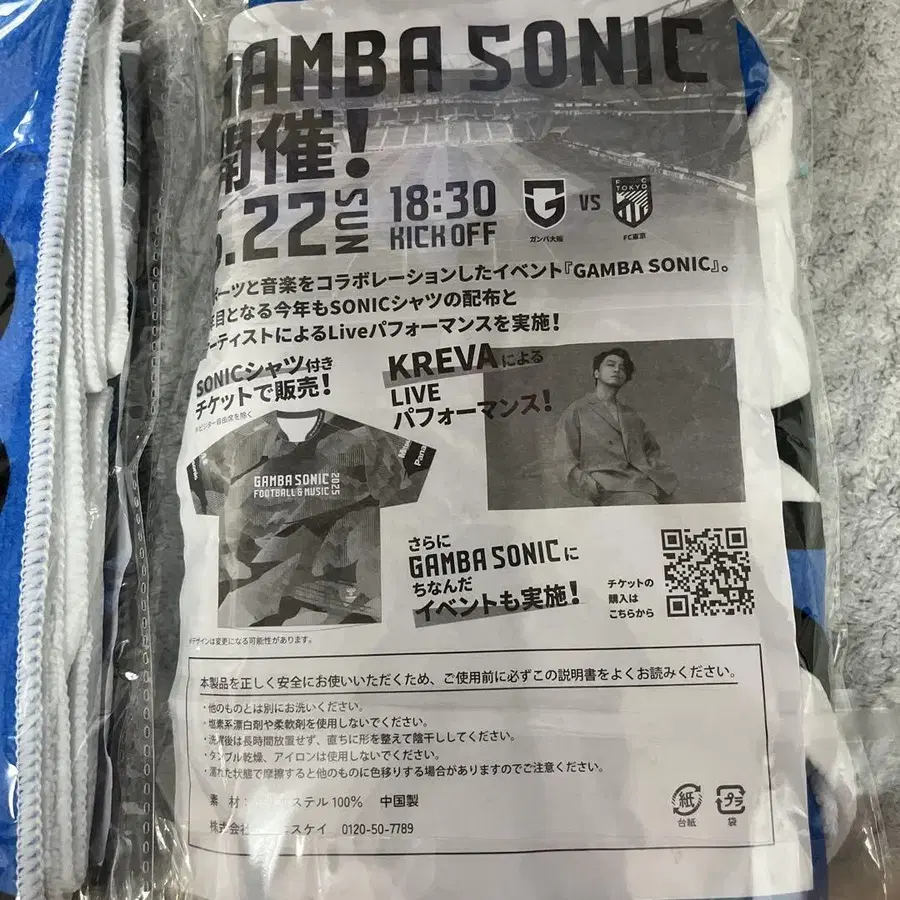 GAMBA SONIC
開催！
.22 SUN
18:30
KICK OFF
VS
FC
TOKYO
ガンバ大阪
FC東京
ーツと音楽をコラボレーションしたイベント『GAMBA SONIC』。
目となる今年もSONICシャツの配布と
ーティストによるLiveパフォーマンスを実施！
SONICシャツ付き
チケットで販売！
※ビジター自由席を除く
KREVAによる
LIVE
パフォーマンス！
GAMBA SONIC 2025
FOOTBALL & MUSIC
Pana
さらに
GAMBA SONICに
ちなんだ
イベントも実施！
チケットの
購入は
こちらから
※デザインは変更になる可能性があります。
本製品を正しく安全にお使いいただくため、ご使用前に必ずこの説明書をよくお読みください。
・他のものとは別にお洗いください。
・塩素系漂白剤や柔軟剤を使用しないでください。
・洗濯後は長時間放置せず、直ちに形を整えて陰干ししてください。
・タンブル乾燥、アイロンは使用しないでください。
・濡れた状態で摩擦すると他のものに色移りする場合がありますのでご注意ください。
素 材： ステル100% 中国製
株式会 スケイ 0120-50-7789
紙
台紙
プラ
袋